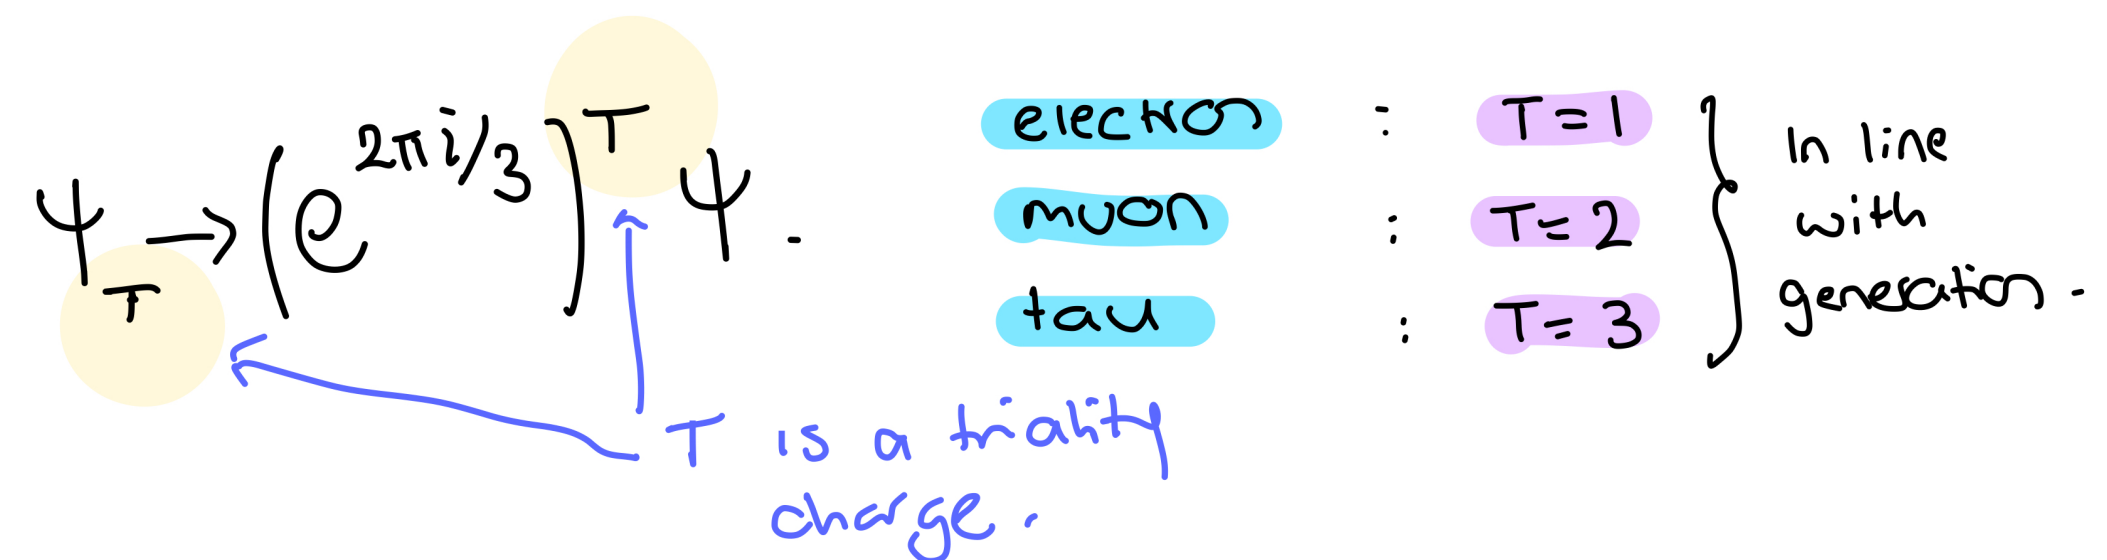 ψ_T → (e^{2πi/3})^T ψ.
electron : T = 1
muon : T = 2
tau : T = 3
In line
with
generation.
T is a triality
charge.